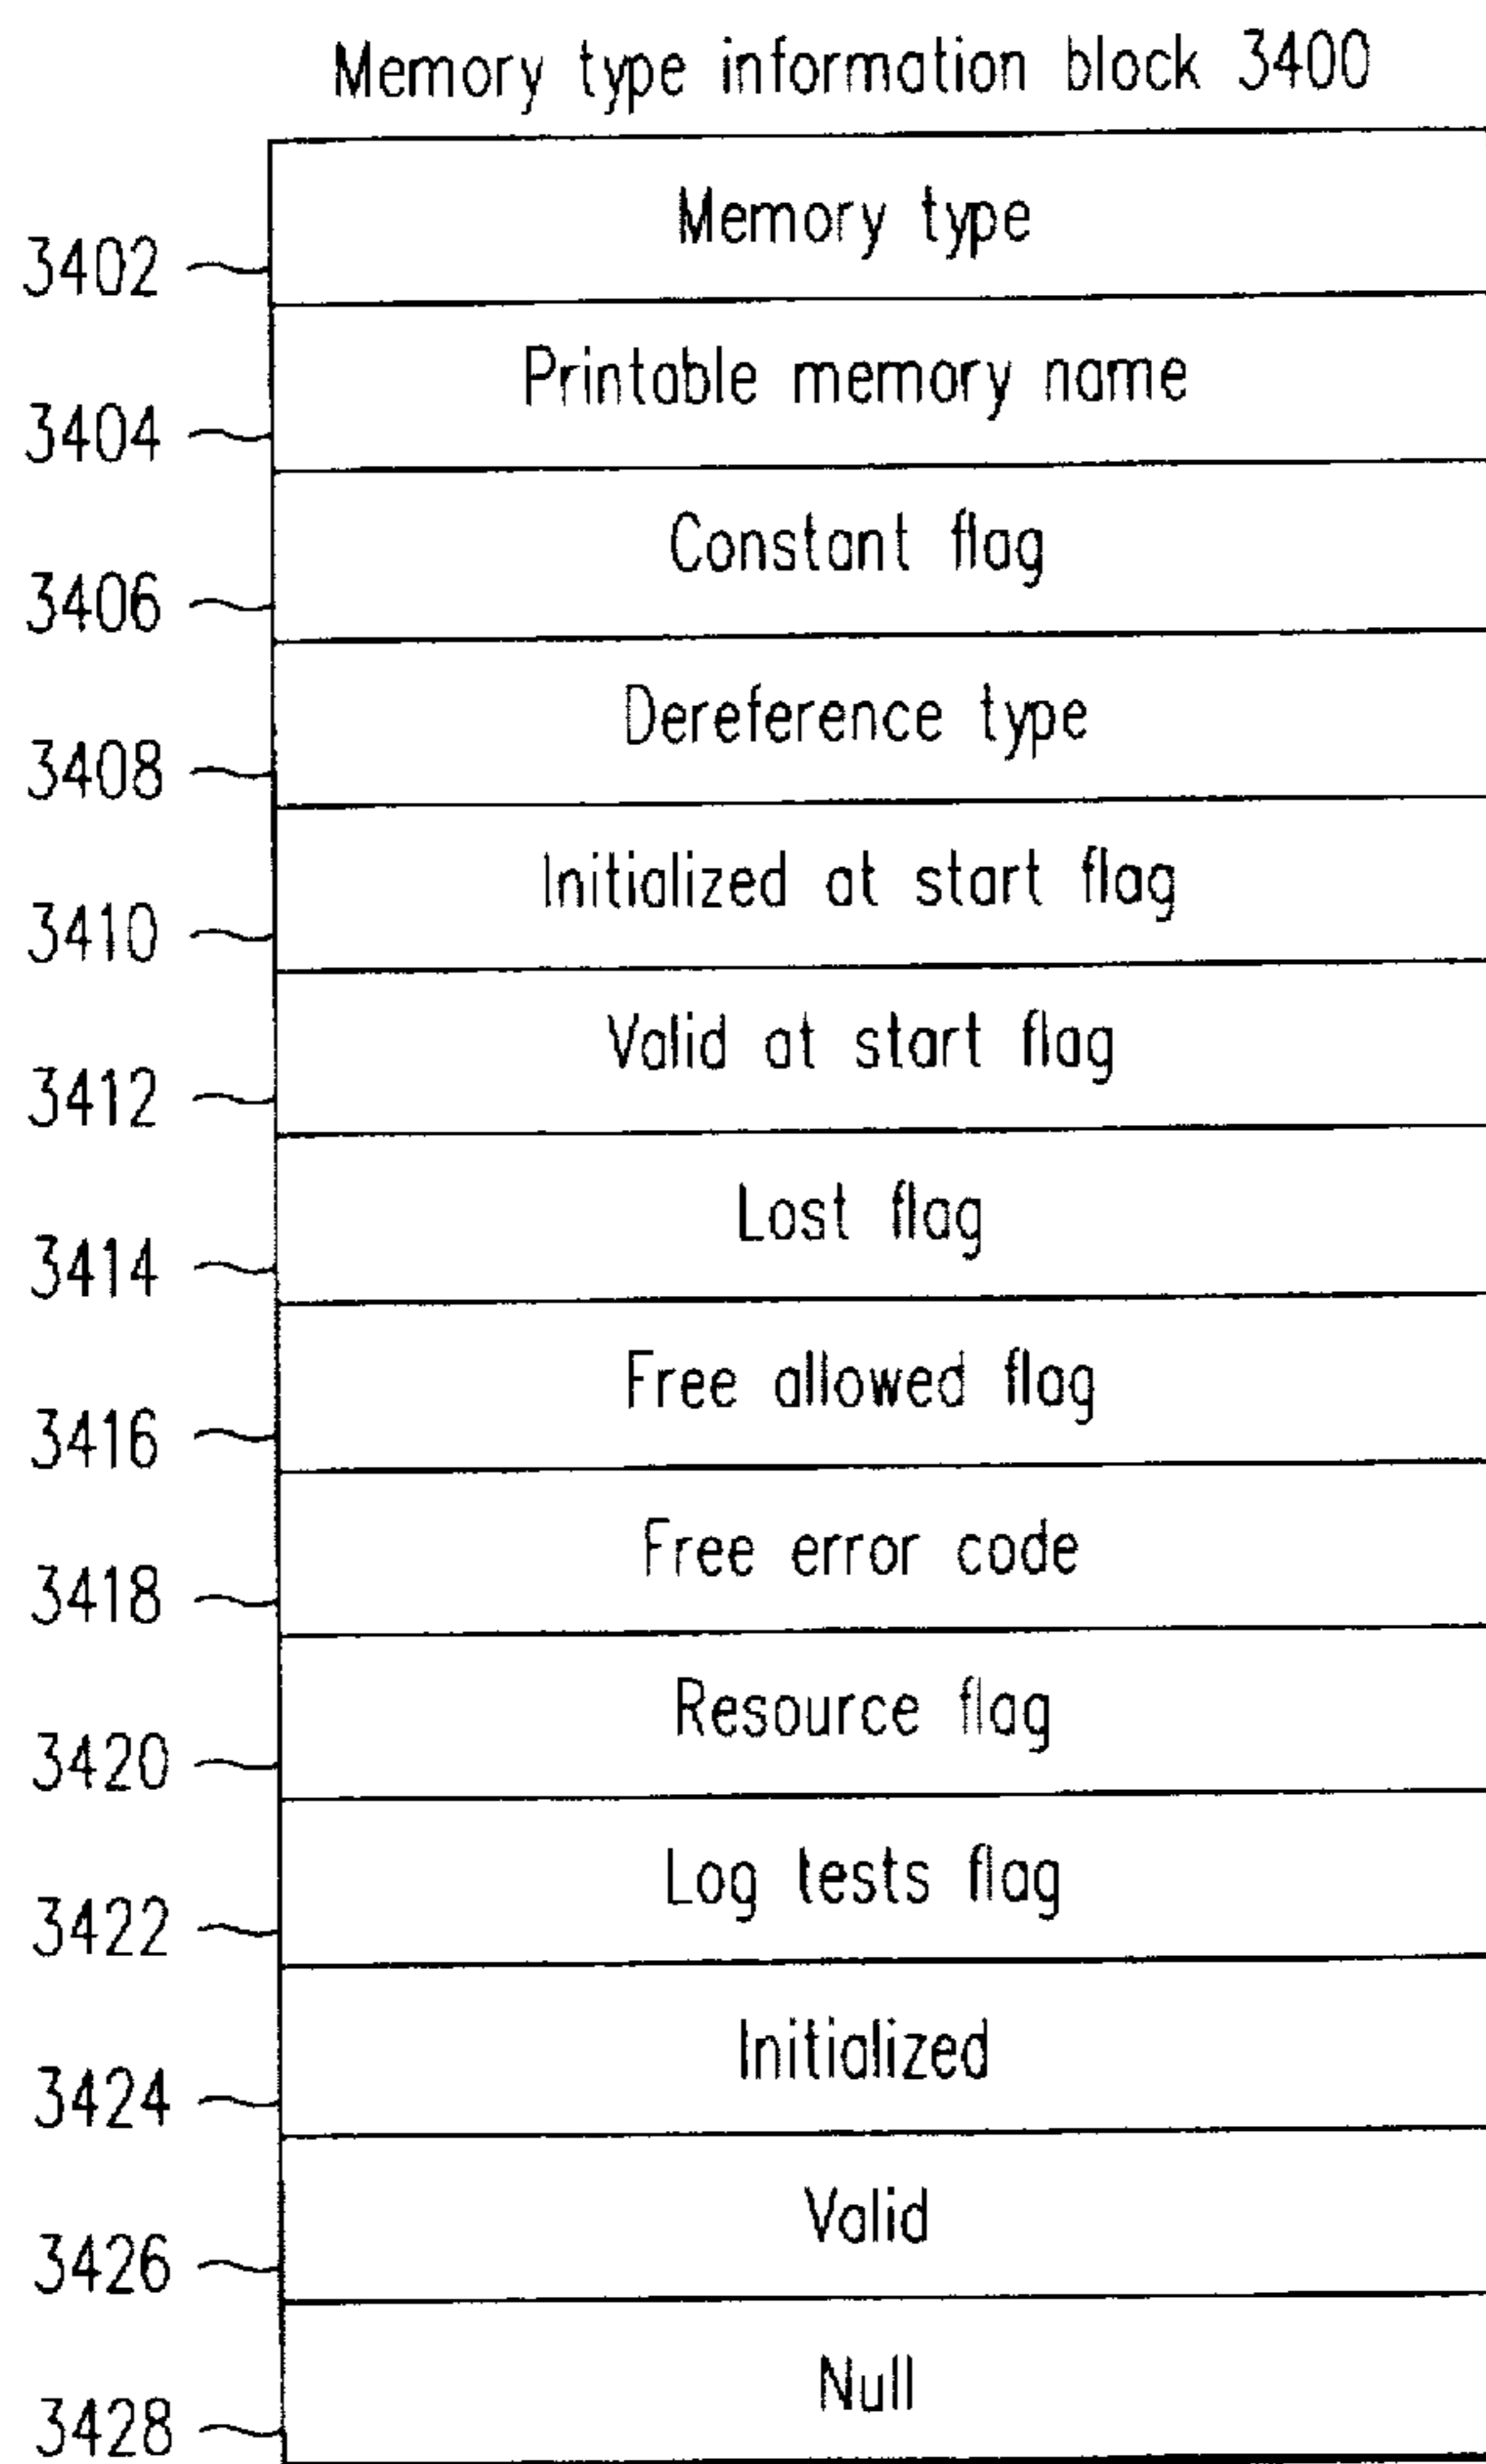 Memory type information block 3400
Memory type
3402
Printable memory name
3404
Constant flag
3406
Dereference type
3408
Initialized at start flag
3410
Valid at start flag
3412
Lost flag
3414
Free allowed flag
3416
Free error code
3418
Resource flag
3420
Log tests flag
3422
Initialized
3424
Valid
3426
Null
3428